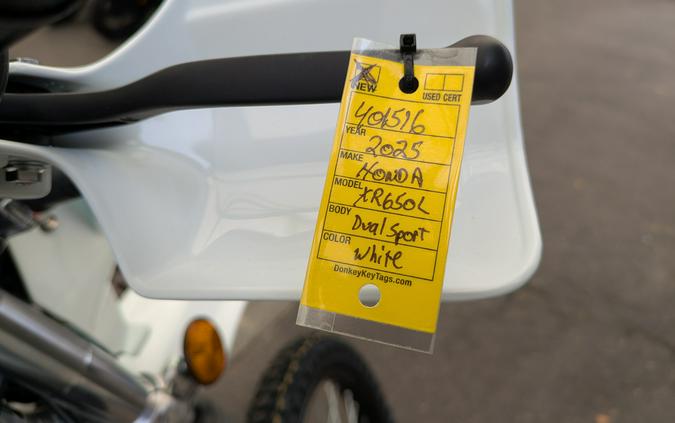 NEW
USED CERT
401516
YEAR 2025
MAKE HONDA
MODEL XR650L
BODY Dual Sport
COLOR White
DonkeyKeyTags.com